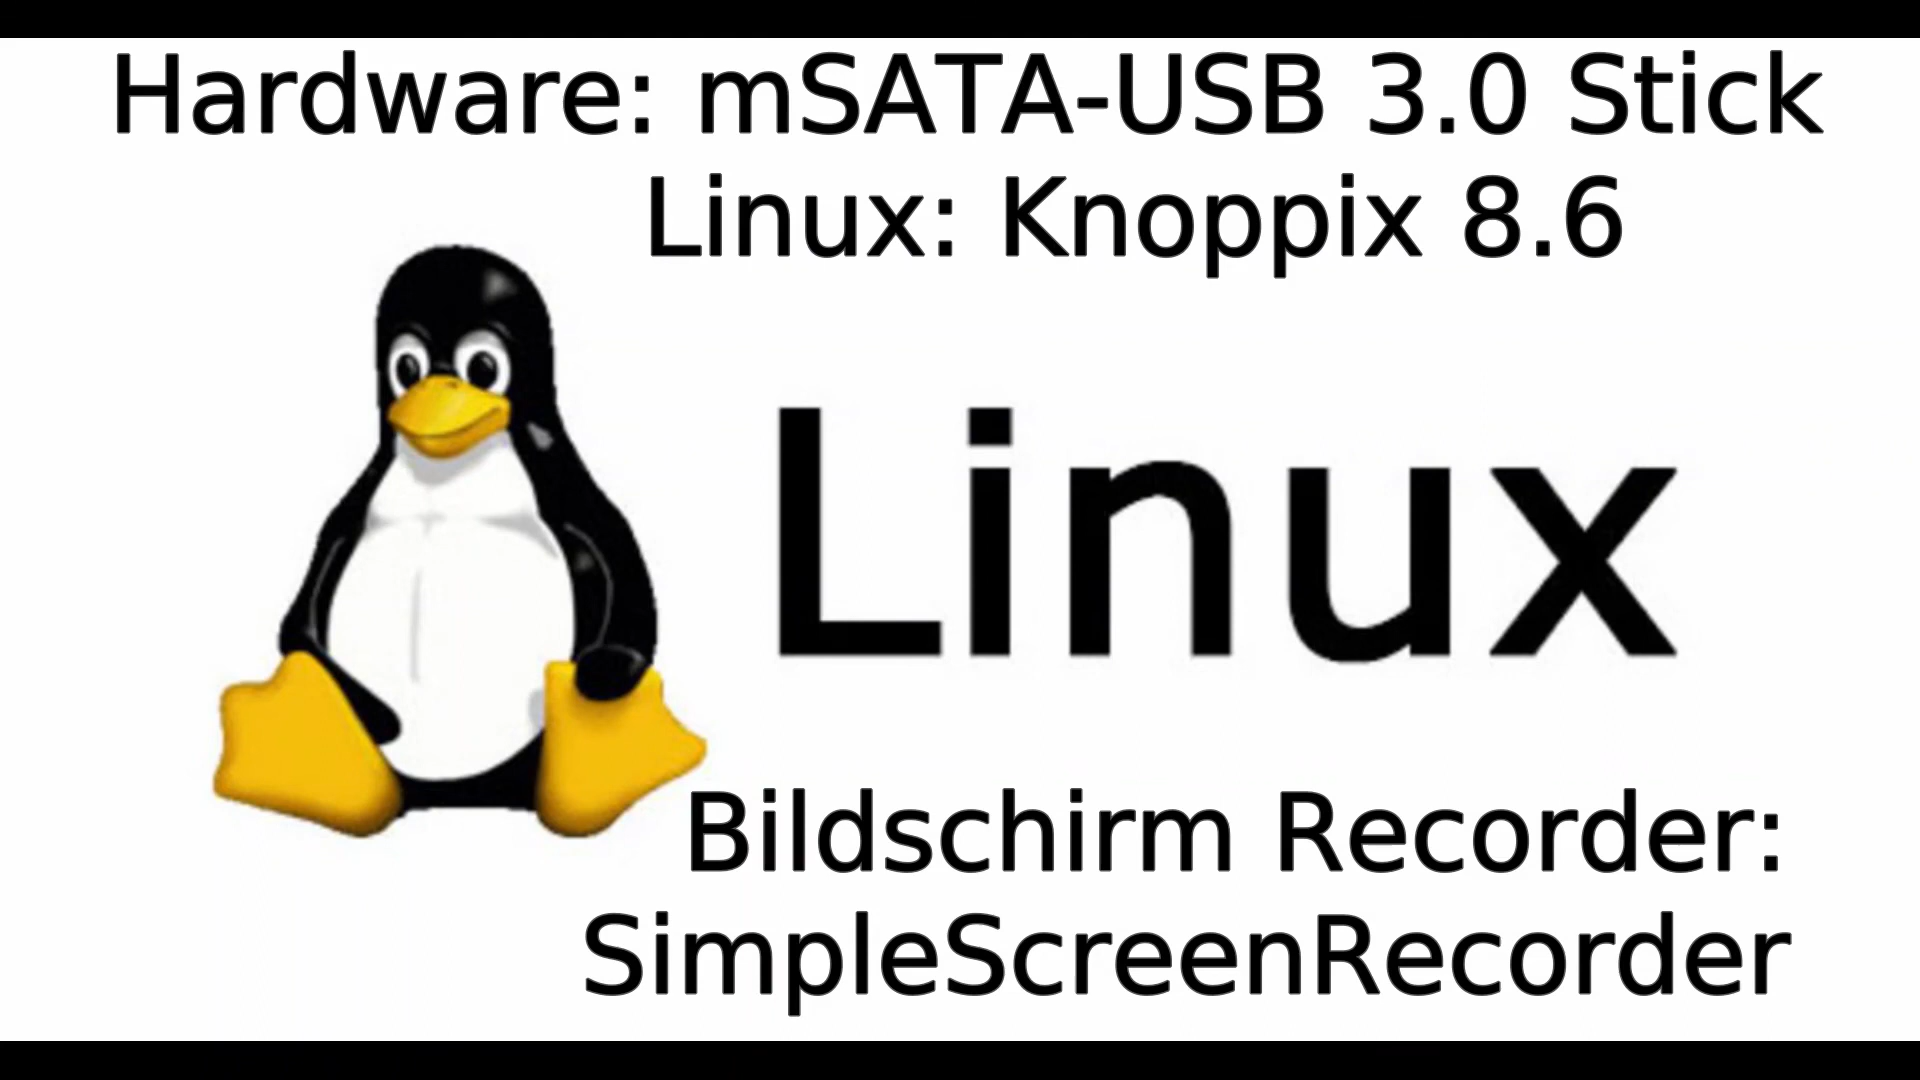 Hardware: mSATA-USB 3.0 Stick
Linux: Knoppix 8.6
Linux
Bildschirm Recorder:
SimpleScreenRecorder